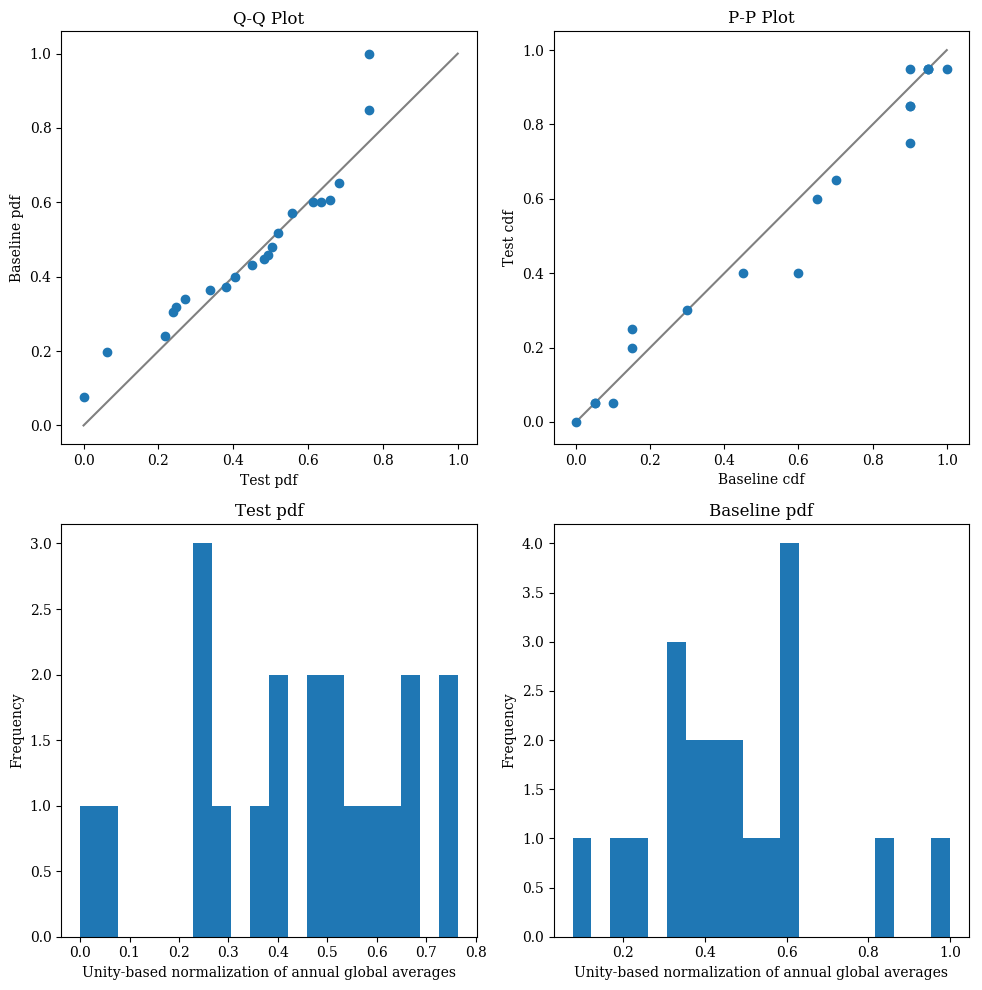 Q-Q Plot
1.0
0.8
0.6
0.4
0.2
0.0
Baseline pdf
0.0 0.2 0.4 0.6 0.8 1.0
Test pdf
P-P Plot
1.0
0.8
0.6
0.4
0.2
0.0
Test cdf
0.0 0.2 0.4 0.6 0.8 1.0
Baseline cdf
Test pdf
3.0
2.5
2.0
1.5
1.0
0.5
0.0
Frequency
0.0 0.1 0.2 0.3 0.4 0.5 0.6 0.7 0.8
Unity-based normalization of annual global averages
Baseline pdf
4.0
3.5
3.0
2.5
2.0
1.5
1.0
0.5
0.0
Frequency
0.2 0.4 0.6 0.8 1.0
Unity-based normalization of annual global averages